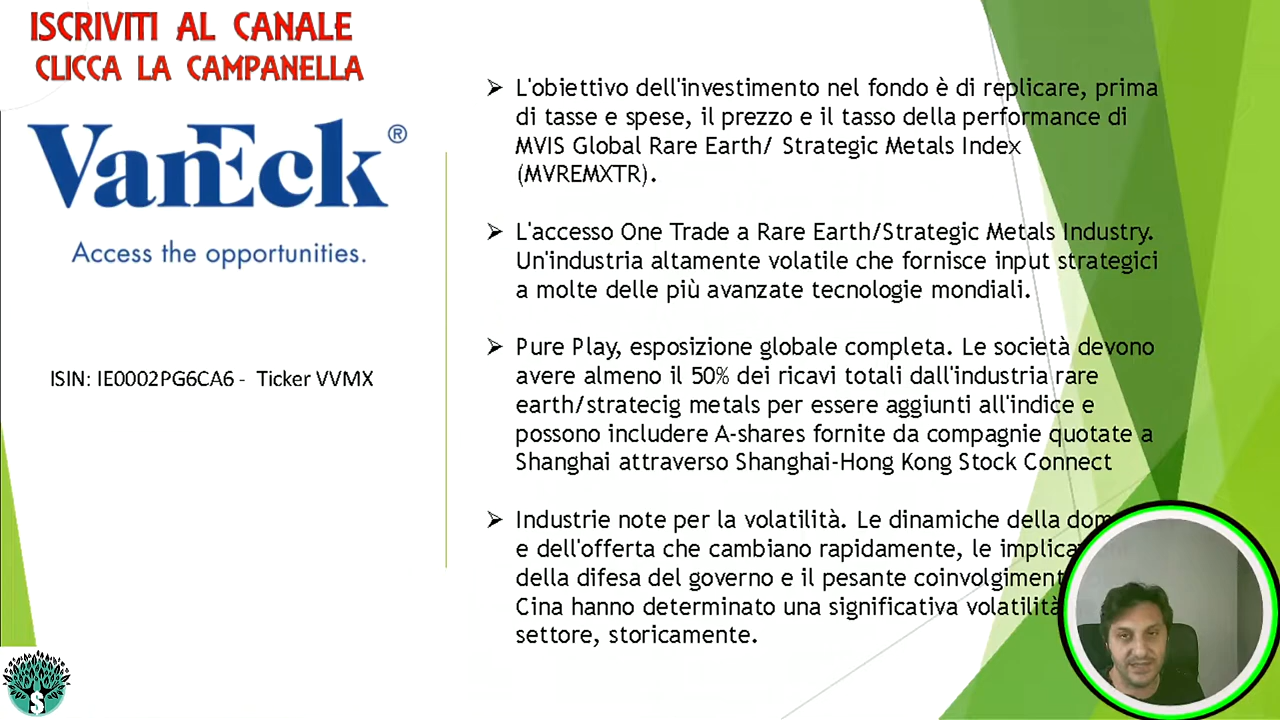 ISCRIVITI AL CANALE
CLICCA LA CAMPANELLA
VanEck®
Access the opportunities.
ISIN: IE0002PG6CA6 - Ticker VVMX
L'obiettivo dell'investimento nel fondo è di replicare, prima
di tasse e spese, il prezzo e il tasso della performance di
MVIS Global Rare Earth/ Strategic Metals Index
(MVREMXTR).
L'accesso One Trade a Rare Earth/Strategic Metals Industry.
Un'industria altamente volatile che fornisce input strategici
a molte delle più avanzate tecnologie mondiali.
Pure Play, esposizione globale completa. Le società devono
avere almeno il 50% dei ricavi totali dall'industria rare
earth/stratecig metals per essere aggiunti all'indice e
possono includere A-shares fornite da compagnie quotate a
Shanghai attraverso Shanghai-Hong Kong Stock Connect
Industrie note per la volatilità. Le dinamiche della
e dell'offerta che cambiano rapidamente, le
della difesa del governo e il pesante
Cina hanno determinato una significativa volatilità
settore, storicamente.
$